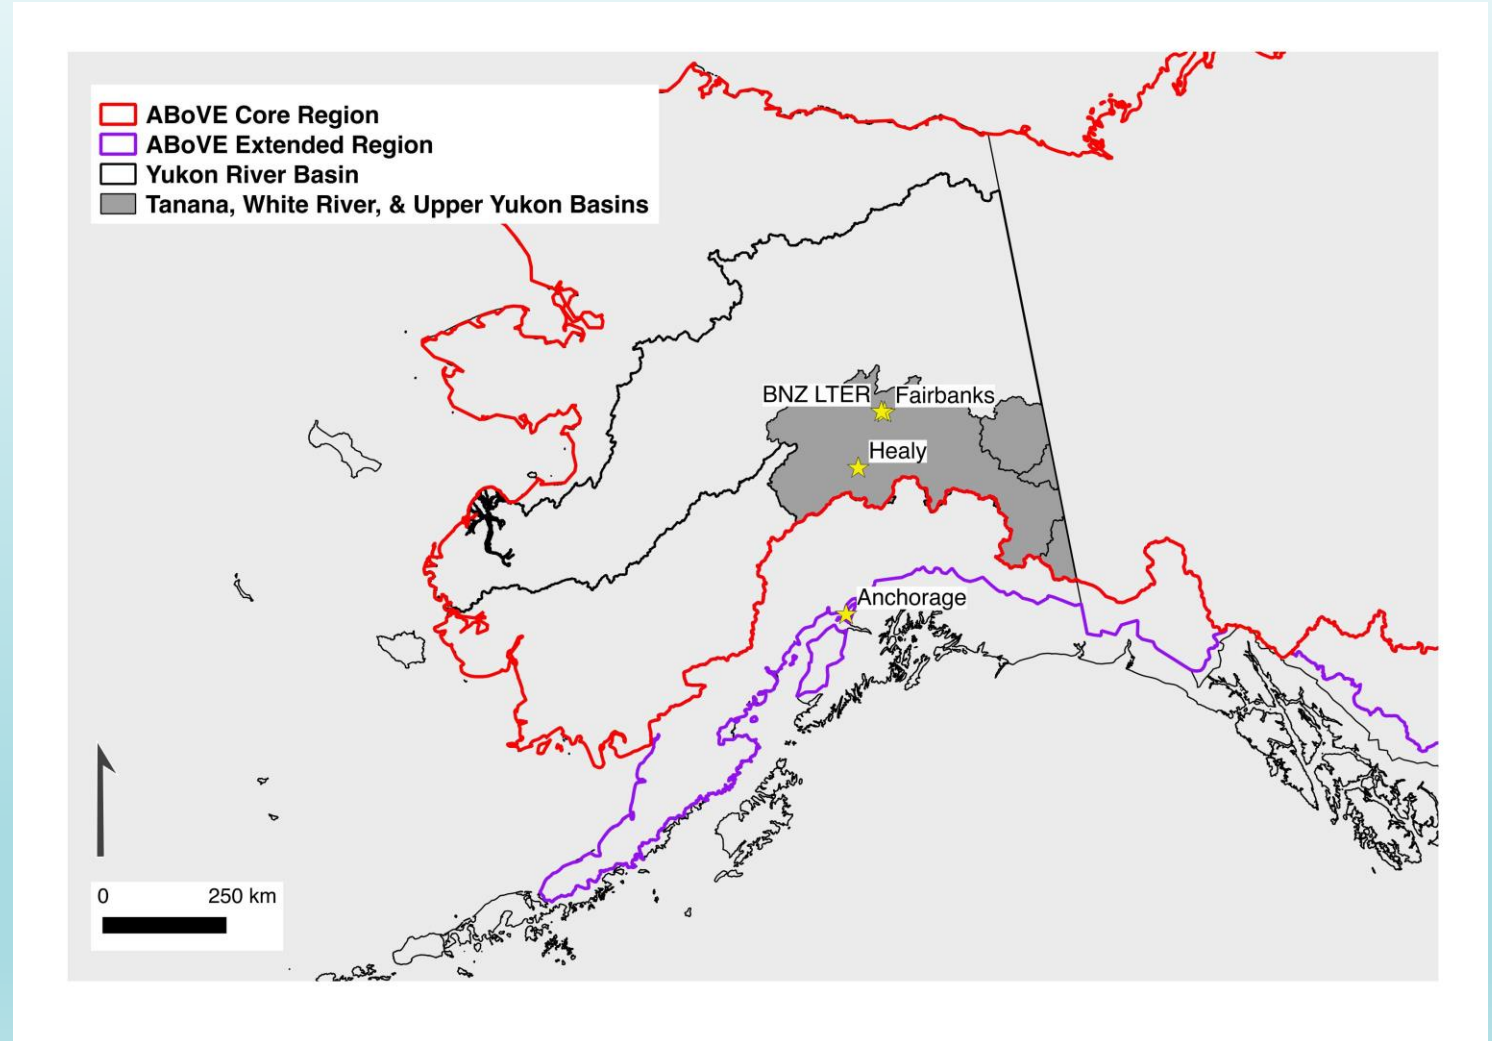 ABoVE Core Region
ABoVE Extended Region
Yukon River Basin
Tanana, White River, & Upper Yukon Basins
BNZ LTER
Fairbanks
Healy
Anchorage
0 250 km